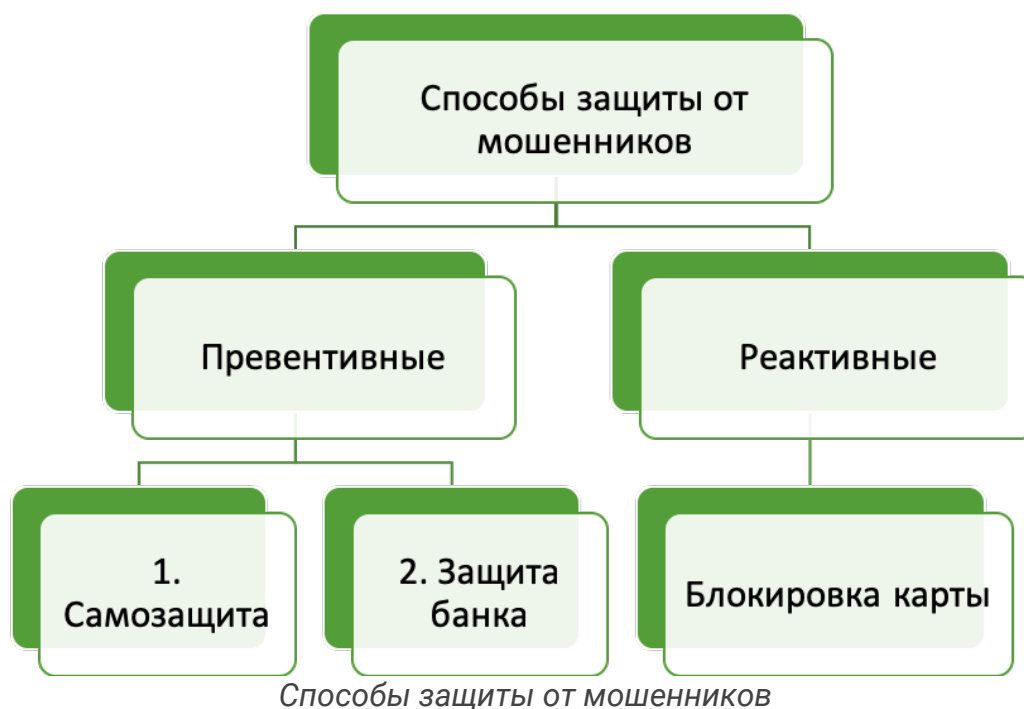 Способы защиты от
мошенников
Превентивные
Реактивные
1.
Самозащита
2. Защита
банка
Блокировка карты
Способы защиты от мошенников